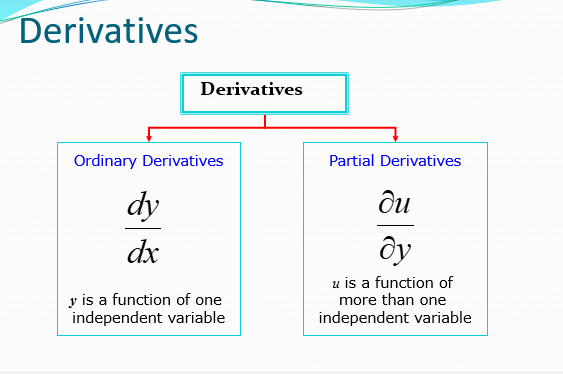 Derivatives
Derivatives
Ordinary Derivatives
dy
dx
y is a function of one
independent variable
Partial Derivatives
∂u
∂y
u is a function of
more than one
independent variable